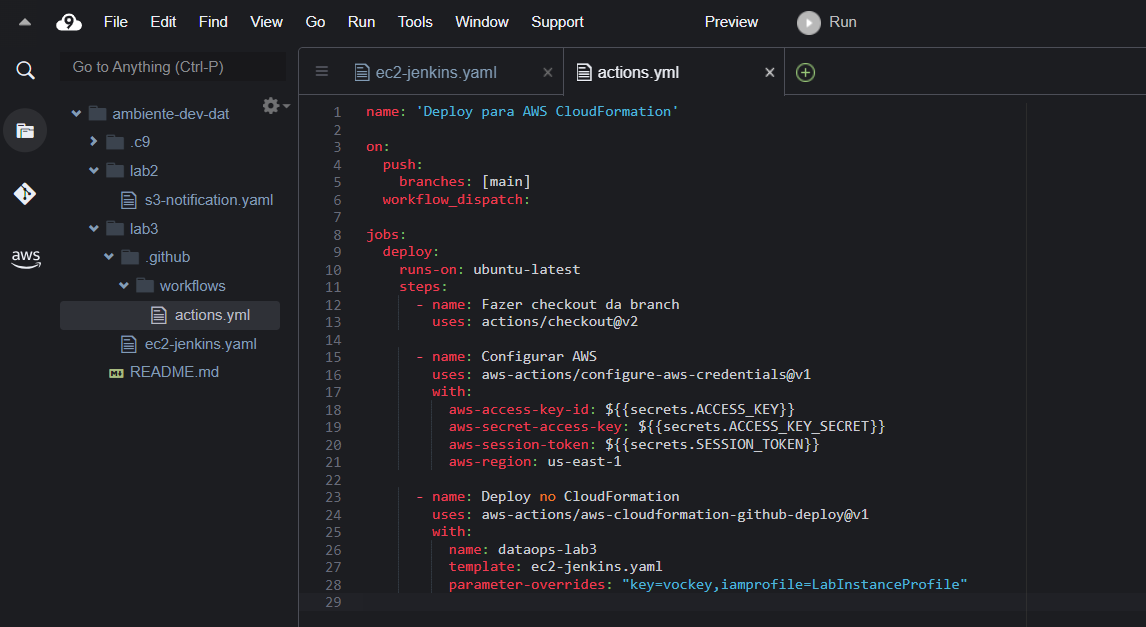 9 File Edit Find View Go Run Tools Window Support Preview Run
Go to Anything (Ctrl-P)
ambiente-dev-dat
.c9
lab2
s3-notification.yaml
lab3
.github
workflows
actions.yml
ec2-jenkins.yaml
README.md
aws
ec2-jenkins.yaml × actions.yml ×
1 name: 'Deploy para AWS CloudFormation'
2
3 on:
4   push:
5     branches: [main]
6   workflow_dispatch:
7
8 jobs:
9   deploy:
10     runs-on: ubuntu-latest
11     steps:
12       - name: Fazer checkout da branch
13         uses: actions/checkout@v2
14
15       - name: Configurar AWS
16         uses: aws-actions/configure-aws-credentials@v1
17         with:
18           aws-access-key-id: ${{secrets.ACCESS_KEY}}
19           aws-secret-access-key: ${{secrets.ACCESS_KEY_SECRET}}
20           aws-session-token: ${{secrets.SESSION_TOKEN}}
21           aws-region: us-east-1
22
23       - name: Deploy no CloudFormation
24         uses: aws-actions/aws-cloudformation-github-deploy@v1
25         with:
26           name: dataops-lab3
27           template: ec2-jenkins.yaml
28           parameter-overrides: "key=vockey,iamprofile=LabInstanceProfile"
29